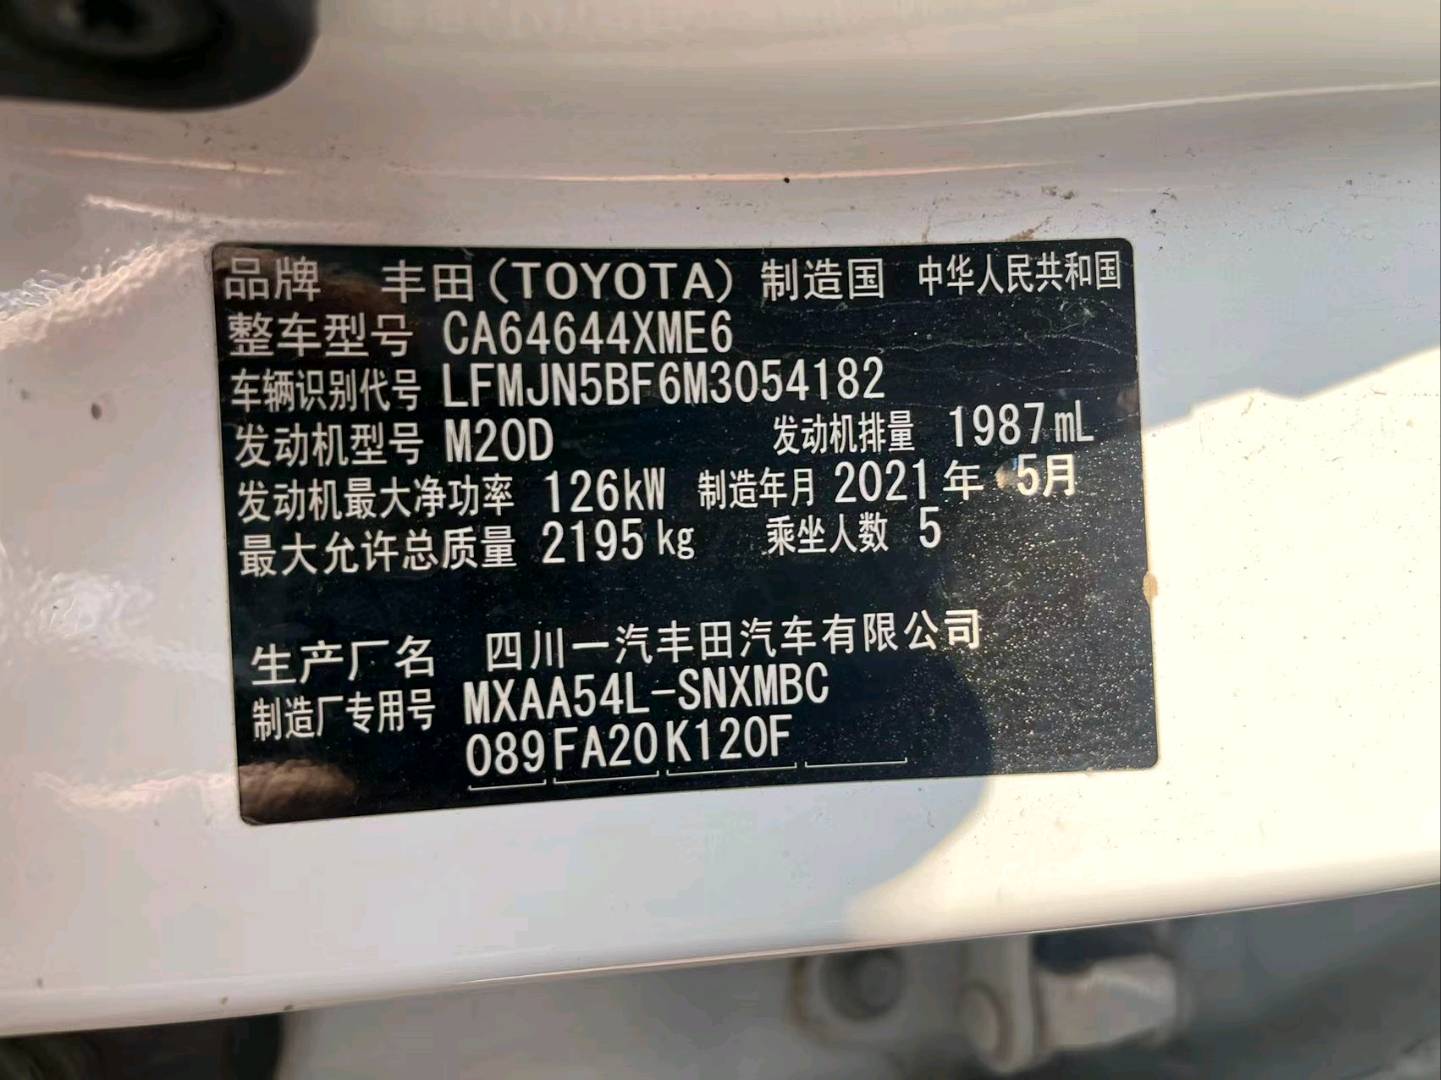 品牌 丰田(TOYOTA) 制造国 中华人民共和国
整车型号 CA64644XME6
车辆识别代号 LFMJN5BF6M3054182
发动机型号 M20D 发动机排量 1987mL
发动机最大净功率 126kW 制造年月 2021年 5月
最大允许总质量 2195kg 乘坐人数 5
生产厂名 四川一汽丰田汽车有限公司
制造厂专用号 MXAA54L-SNXMBC
089 FA20 K120F